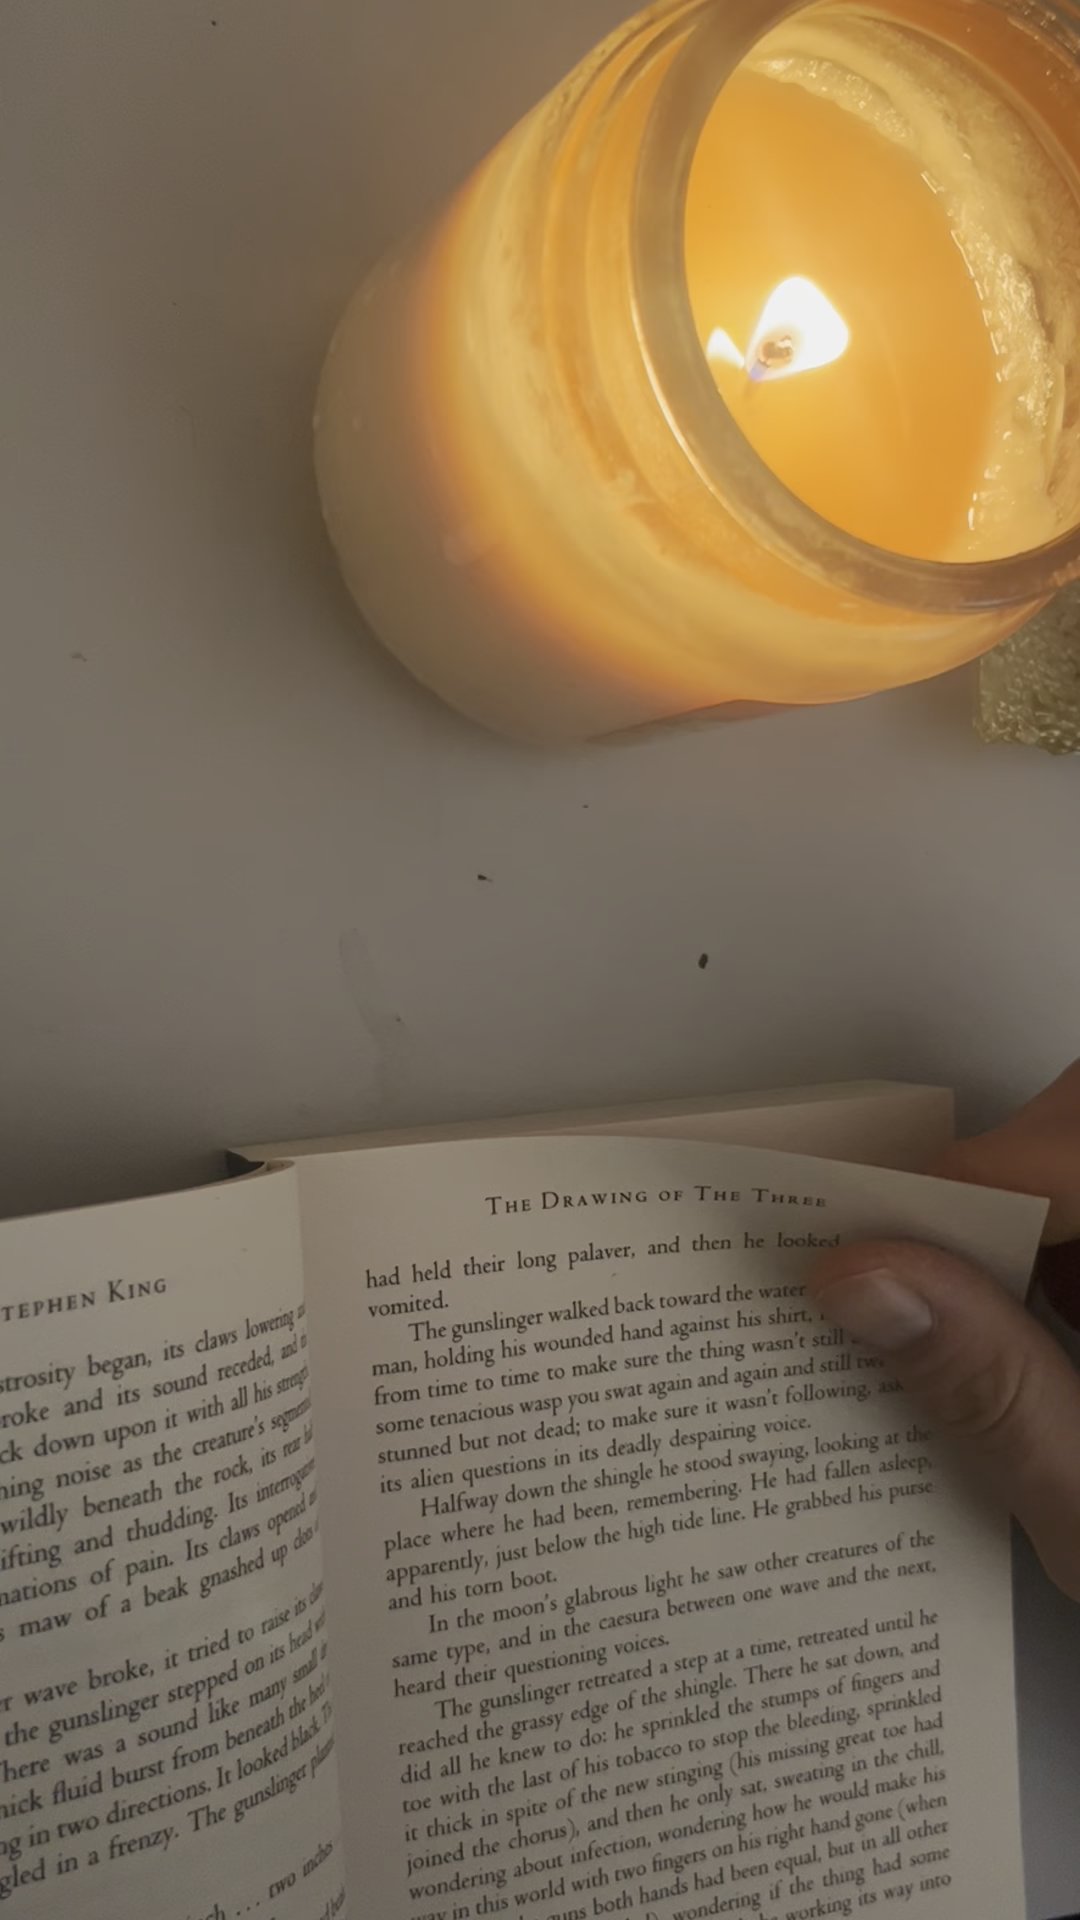 TEPHEN KING
strosity began, its claws lowering
roke and its sound receded, and
ck down upon it with all his strength
ning noise as the creature's segmen
wildly beneath the rock, its rear
ifting and thudding. Its interrogato
nations of pain. Its claws opened
s maw of a beak gnashed up clots
r wave broke, it tried to raise its claws
the gunslinger stepped on its head
here was a sound like many small
hick fluid burst from beneath the heel
ng in two directions. It looked black. Th
gled in a frenzy. The gunslinger
ch . . . two inches
THE DRAWING OF THE THREE
had held their long palaver, and then he looked
vomited.
The gunslinger walked back toward the water
man, holding his wounded hand against his shirt,
from time to time to make sure the thing wasn't still
some tenacious wasp you swat again and again and still tw
stunned but not dead; to make sure it wasn't following, ask
its alien questions in its deadly despairing voice.
Halfway down the shingle he stood swaying, looking at the
place where he had been, remembering. He had fallen asleep,
apparently, just below the high tide line. He grabbed his purse
and his torn boot.
In the moon's glabrous light he saw other creatures of the
same type, and in the caesura between one wave and the next,
heard their questioning voices.
The gunslinger retreated a step at a time, retreated until he
reached the grassy edge of the shingle. There he sat down, and
did all he knew to do: he sprinkled the stumps of fingers and
toe with the last of his tobacco to stop the bleeding, sprinkled
it thick in spite of the new stinging (his missing great toe had
joined the chorus), and then he only sat, sweating in the chill,
wondering about infection, wondering how he would make his
way in this world with two fingers on his right hand gone (when
guns both hands had been equal, but in all other
wondering if the thing had some
working its way into